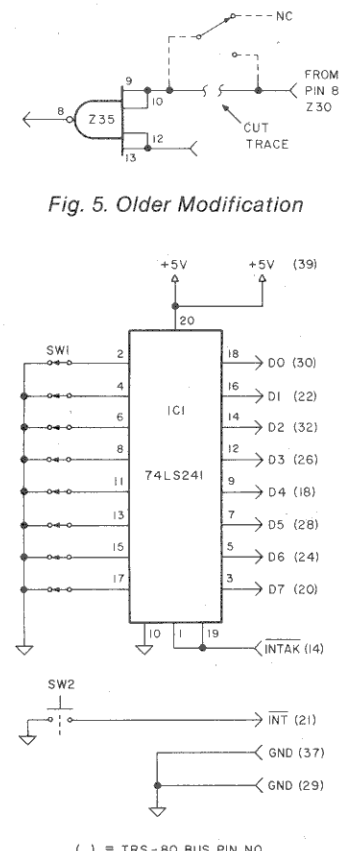 NC
9
8
Z35
10
12
13
FROM
PIN 8
Z30
CUT
TRACE
Fig. 5. Older Modification
+5V
+5V (39)
20
SW1
2
18
D0 (30)
4
16
D1 (22)
6
IC1
14
D2 (32)
8
12
D3 (26)
74LS241
11
9
D4 (18)
13
7
D5 (28)
15
5
D6 (24)
17
3
D7 (20)
10
1
19
INTAK (14)
SW2
INT (21)
GND (37)
GND (29)
( ) = TRS-80 BUS PIN NO.